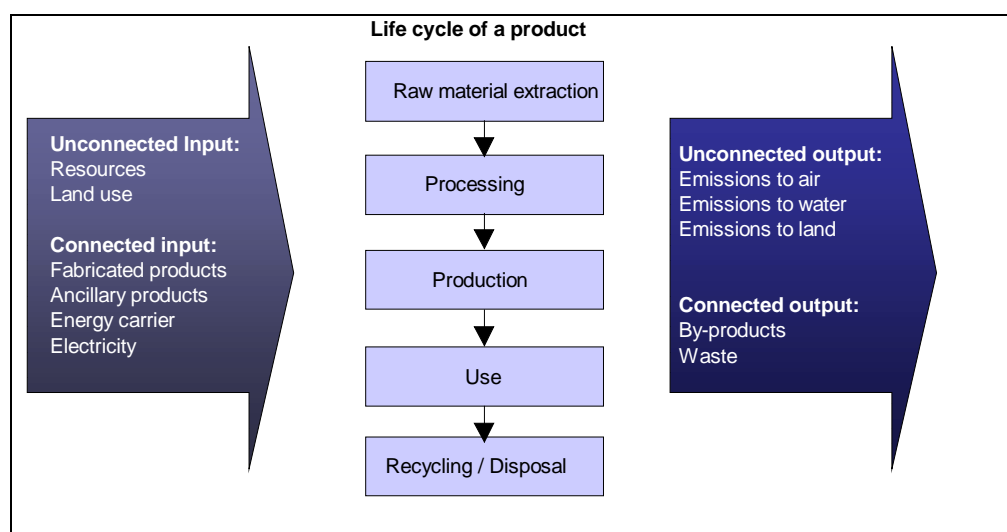 Life cycle of a product
Unconnected Input:
Resources
Land use
Connected input:
Fabricated products
Ancillary products
Energy carrier
Electricity
Raw material extraction
Processing
Production
Use
Recycling / Disposal
Unconnected output:
Emissions to air
Emissions to water
Emissions to land
Connected output:
By-products
Waste